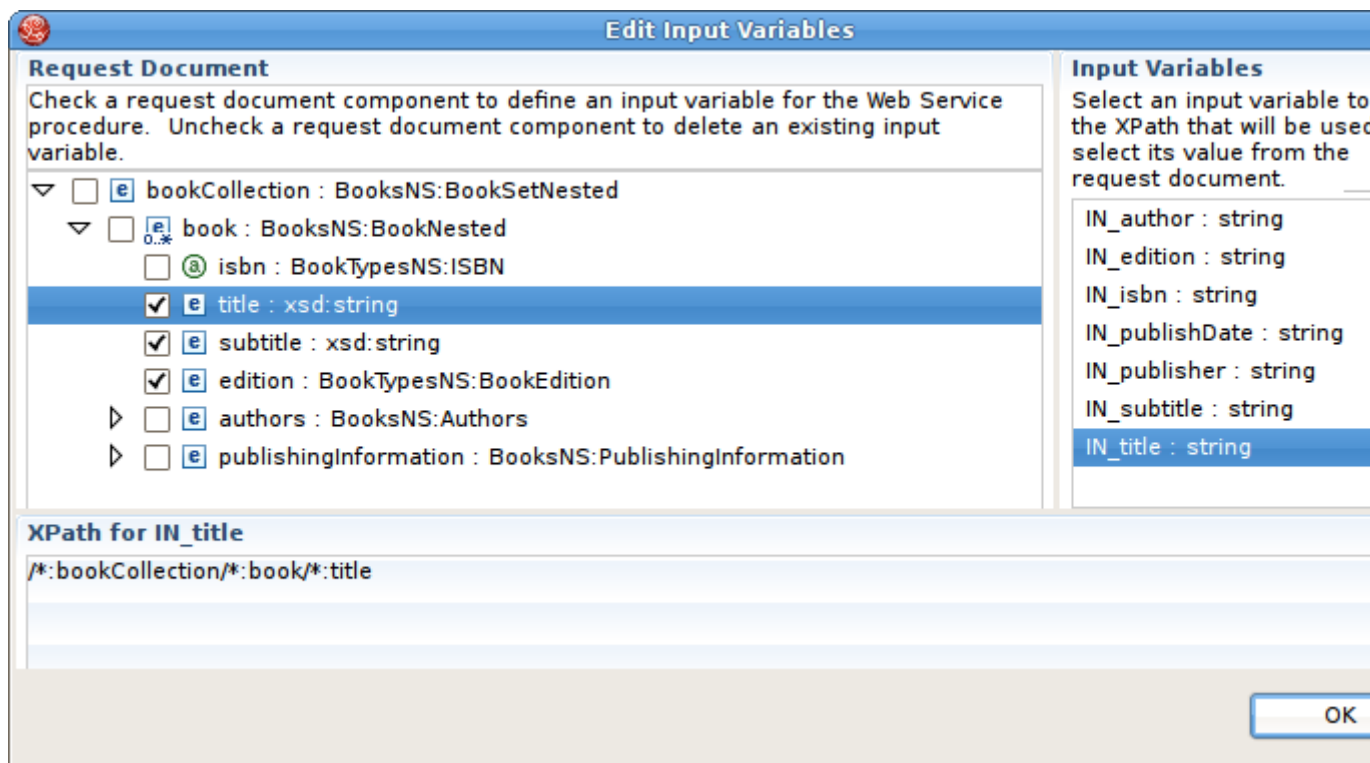 Edit Input Variables
Request Document
Check a request document component to define an input variable for the Web Service
procedure.  Uncheck a request document component to delete an existing input
variable.
bookCollection : BooksNS:BookSetNested
0..*
book : BooksNS:BookNested
isbn : BookTypesNS:ISBN
title : xsd:string
subtitle : xsd:string
edition : BookTypesNS:BookEdition
authors : BooksNS:Authors
publishingInformation : BooksNS:PublishingInformation
Input Variables
Select an input variable to
the XPath that will be used
select its value from the
request document.
IN_author : string
IN_edition : string
IN_isbn : string
IN_publishDate : string
IN_publisher : string
IN_subtitle : string
IN_title : string
XPath for IN_title
/*:bookCollection/*:book/*:title
OK